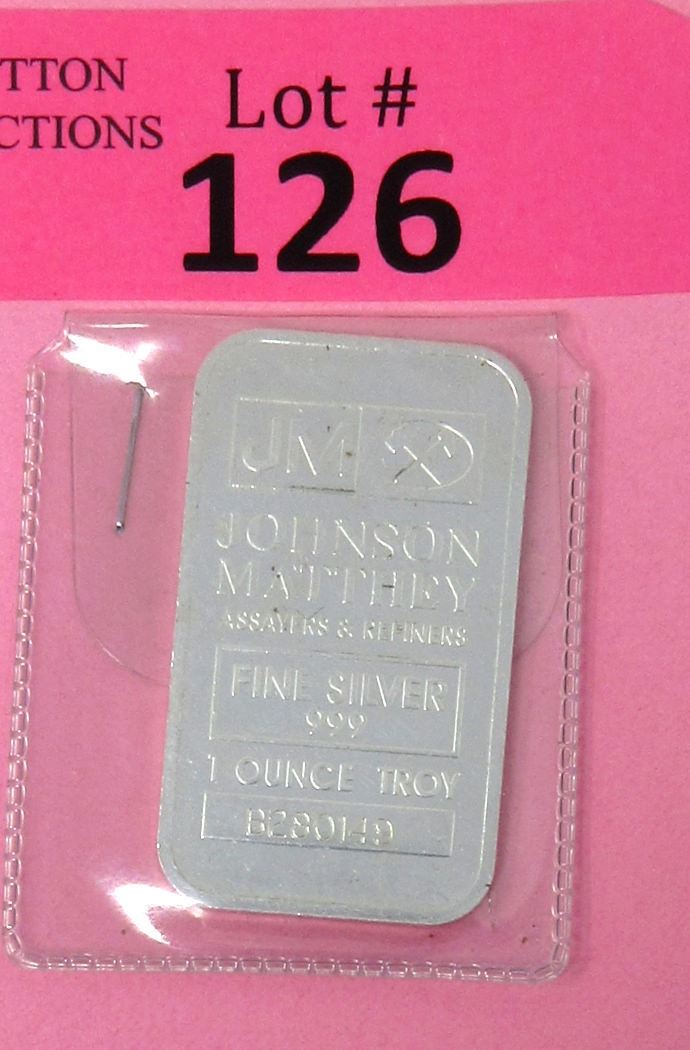 TTON
CTIONS
Lot #
126
JM
JOHNSON
MATTHEY
ASSAYERS & REFINERS
FINE SILVER
999
1 OUNCE TROY
B280149